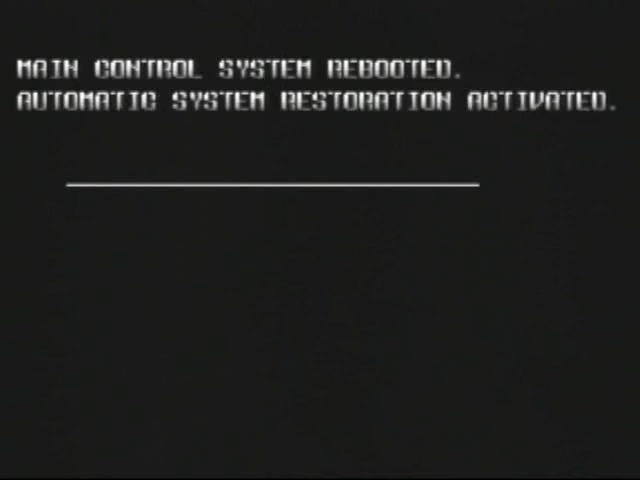 MAIN CONTROL SYSTEM REBOOTED.
AUTOMATIC SYSTEM RESTORATION ACTIVATED.